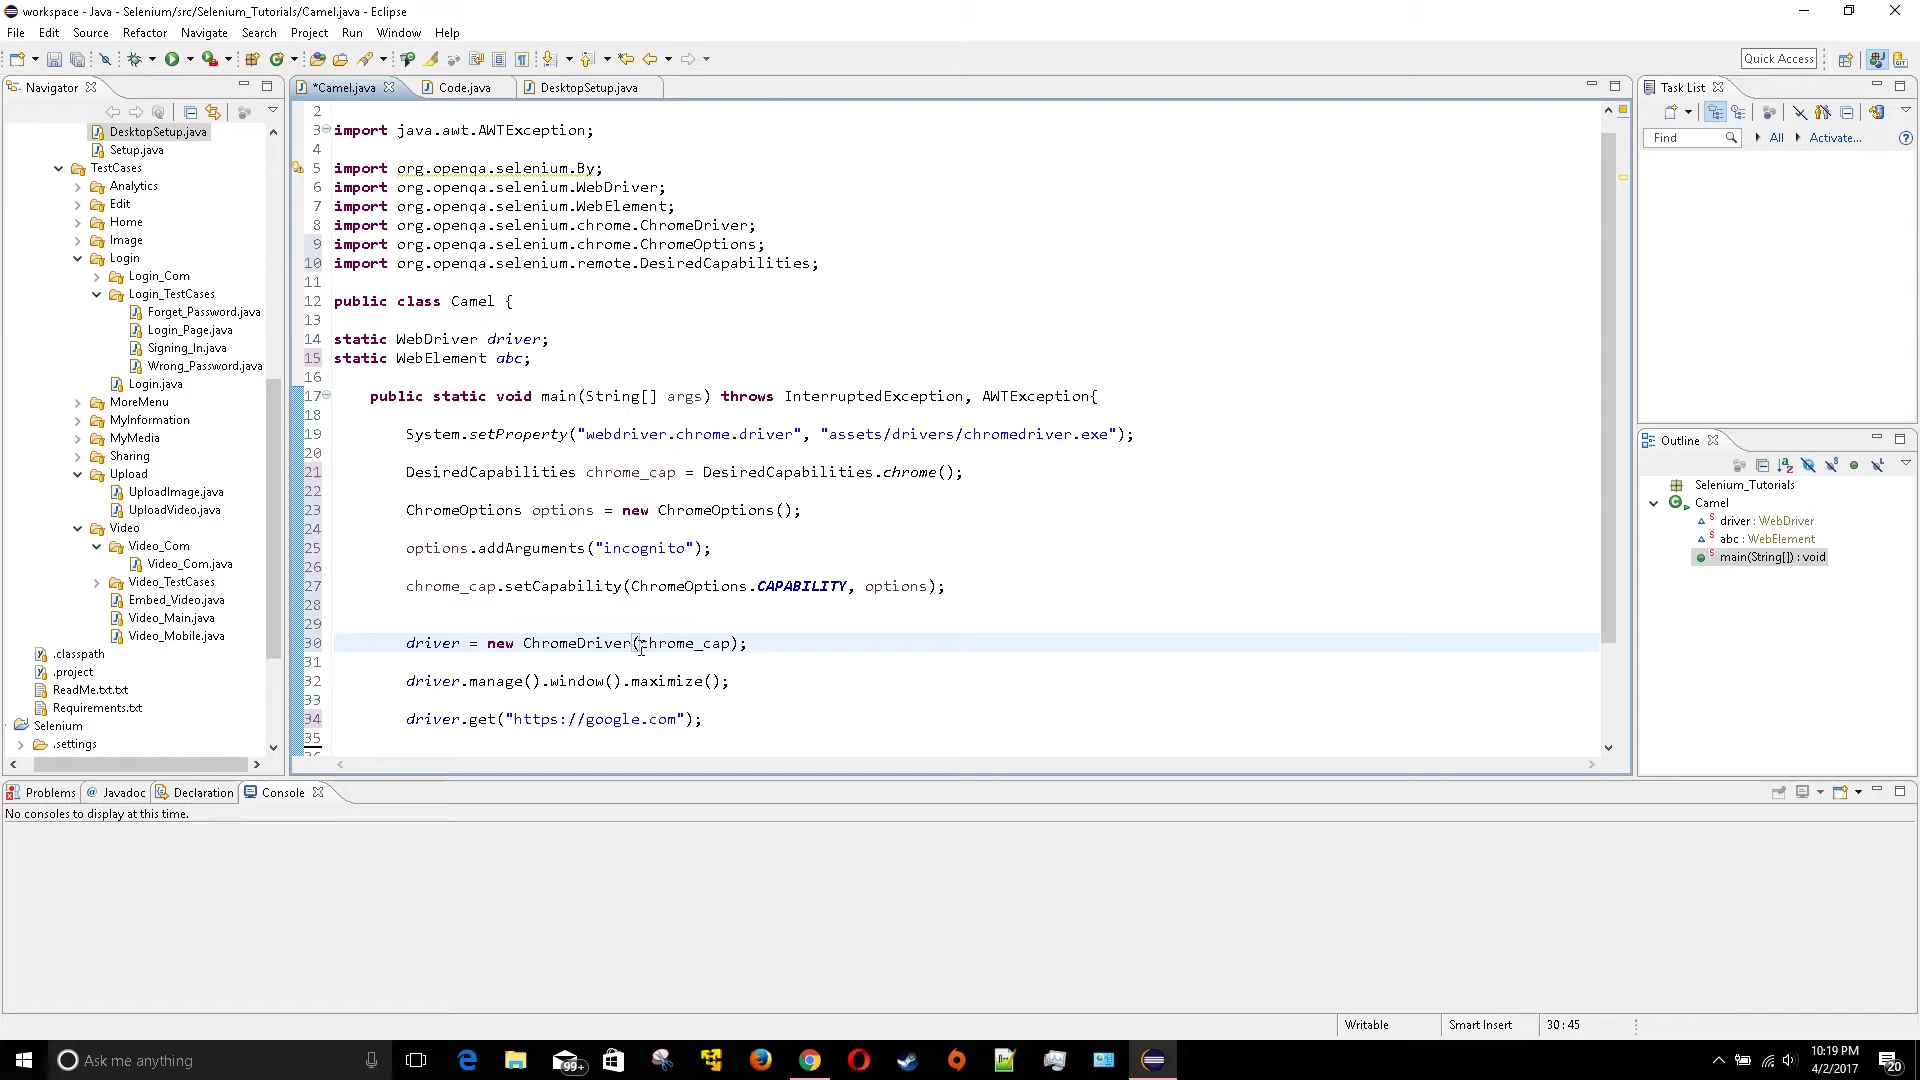 workspace - Java - Selenium/src/Selenium_Tutorials/Camel.java - Eclipse
File Edit Source Refactor Navigate Search Project Run Window Help
Quick Access
Navigator
DesktopSetup.java
Setup.java
TestCases
Analytics
Edit
Home
Image
Login
Login_Com
Login_TestCases
Forget_Password.java
Login_Page.java
Signing_In.java
Wrong_Password.java
Login.java
MoreMenu
MyInformation
MyMedia
Sharing
Upload
UploadImage.java
UploadVideo.java
Video
Video_Com
Video_Com.java
Video_TestCases
Embed_Video.java
Video_Main.java
Video_Mobile.java
.classpath
.project
ReadMe.txt.txt
Requirements.txt
Selenium
.settings
*Camel.java Code.java DesktopSetup.java
2
3 import java.awt.AWTException;
4
5 import org.openqa.selenium.By;
6 import org.openqa.selenium.WebDriver;
7 import org.openqa.selenium.WebElement;
8 import org.openqa.selenium.chrome.ChromeDriver;
9 import org.openqa.selenium.chrome.ChromeOptions;
10 import org.openqa.selenium.remote.DesiredCapabilities;
11
12 public class Camel {
13
14 static WebDriver driver;
15 static WebElement abc;
16
17 public static void main(String[] args) throws InterruptedException, AWTException{
18
19 System.setProperty("webdriver.chrome.driver", "assets/drivers/chromedriver.exe");
20
21 DesiredCapabilities chrome_cap = DesiredCapabilities.chrome();
22
23 ChromeOptions options = new ChromeOptions();
24
25 options.addArguments("incognito");
26
27 chrome_cap.setCapability(ChromeOptions.CAPABILITY, options);
28
29
30 driver = new ChromeDriver(chrome_cap);
31
32 driver.manage().window().maximize();
33
34 driver.get("https://google.com");
35
Task List
Find All Activate...
Outline
Selenium_Tutorials
Camel
driver : WebDriver
abc : WebElement
main(String[]) : void
Problems @ Javadoc Declaration Console
No consoles to display at this time.
Writable Smart Insert 30 : 45
Ask me anything
99+
10:19 PM
4/2/2017
20